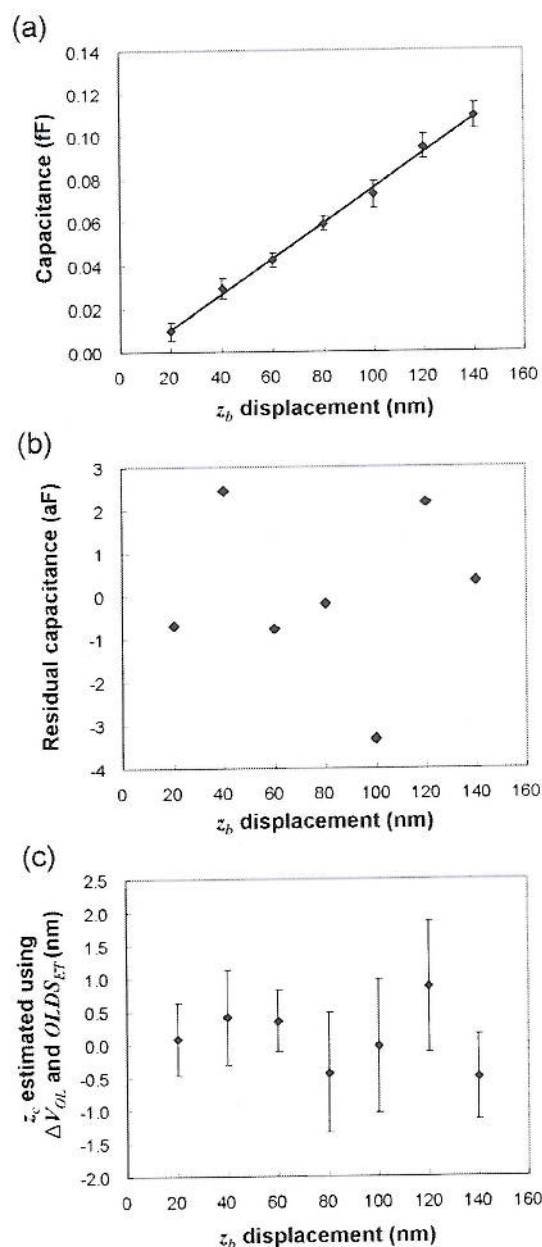 (a)
Capacitance (fF)
0.14
0.12
0.10
0.08
0.06
0.04
0.02
0.00
0 20 40 60 80 100 120 140 160
z_b displacement (nm)
(b)
Residual capacitance (aF)
3
2
1
0
-1
-2
-3
-4
0 20 40 60 80 100 120 140 160
z_b displacement (nm)
(c)
z_c estimated using
ΔV_OL and OLDS_ET (nm)
2.5
2.0
1.5
1.0
0.5
0.0
-0.5
-1.0
-1.5
-2.0
0 20 40 60 80 100 120 140 160
z_b displacement (nm)